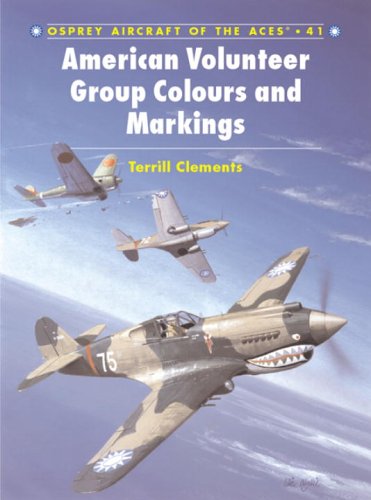 OSPREY AIRCRAFT OF THE ACES® • 41
American Volunteer
Group Colours and
Markings
Terrill Clements
75